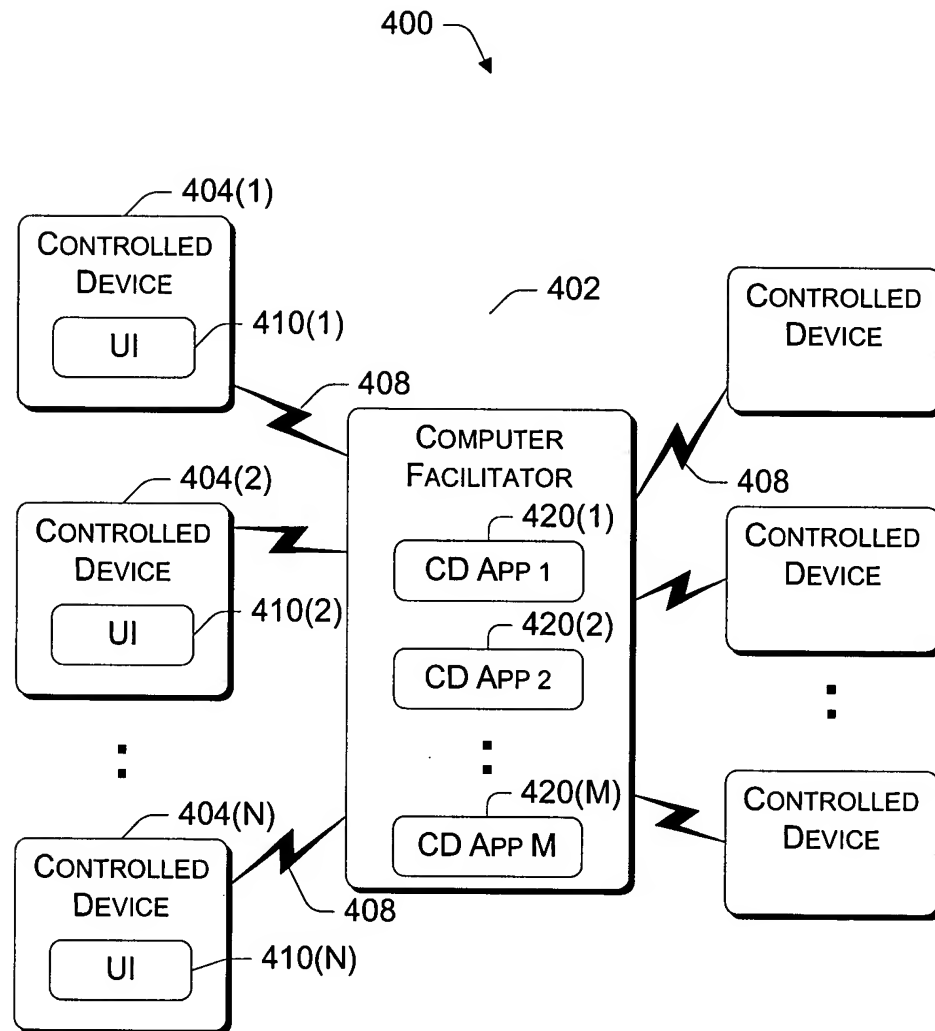 400
404(1)
CONTROLLED
DEVICE
UI
410(1)
408
402
CONTROLLED
DEVICE
COMPUTER
FACILITATOR
408
404(2)
CONTROLLED
DEVICE
UI
410(2)
420(1)
CD APP 1
420(2)
CD APP 2
CONTROLLED
DEVICE
420(M)
CD APP M
CONTROLLED
DEVICE
404(N)
CONTROLLED
DEVICE
UI
410(N)
408